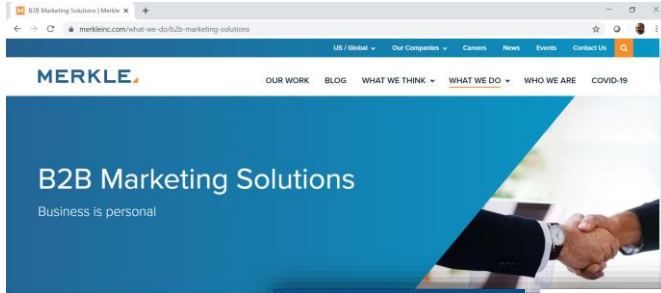 B2B Marketing Solutions | Merkle
merkleinc.com/what-we-do/b2b-marketing-solutions
US / Global Our Companies Careers News Events Contact Us
MERKLE
OUR WORK BLOG WHAT WE THINK WHAT WE DO WHO WE ARE COVID-19
B2B Marketing Solutions
Business is personal